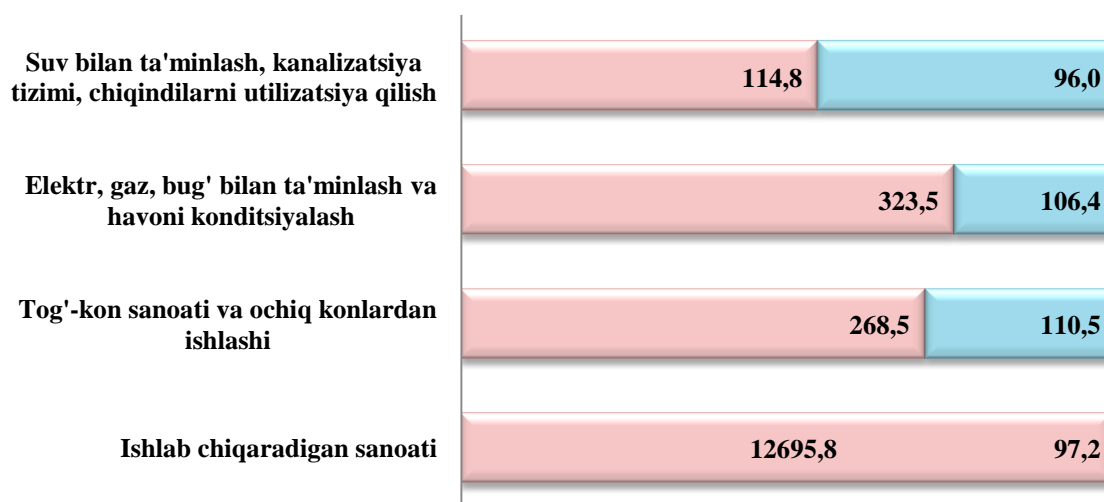 Suv bilan ta'minlash, kanalizatsiya
tizimi, chiqindilarni utilizatsiya qilish
114,8
96,0
Elektr, gaz, bug' bilan ta'minlash va
havoni konditsiyalash
323,5
106,4
Tog'-kon sanoati va ochiq konlardan
ishlashi
268,5
110,5
Ishlab chiqaradigan sanoati
12695,8
97,2